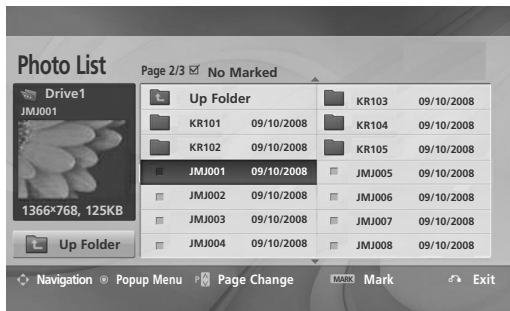 Photo List
Page 2/3 No Marked
Drive1
JMJ001
1366×768, 125KB
Up Folder
Up Folder
KR101 09/10/2008
KR102 09/10/2008
JMJ001 09/10/2008
JMJ002 09/10/2008
JMJ003 09/10/2008
JMJ004 09/10/2008
KR103 09/10/2008
KR104 09/10/2008
KR105 09/10/2008
JMJ005 09/10/2008
JMJ006 09/10/2008
JMJ007 09/10/2008
JMJ008 09/10/2008
Navigation Popup Menu P Page Change MARK Mark Exit